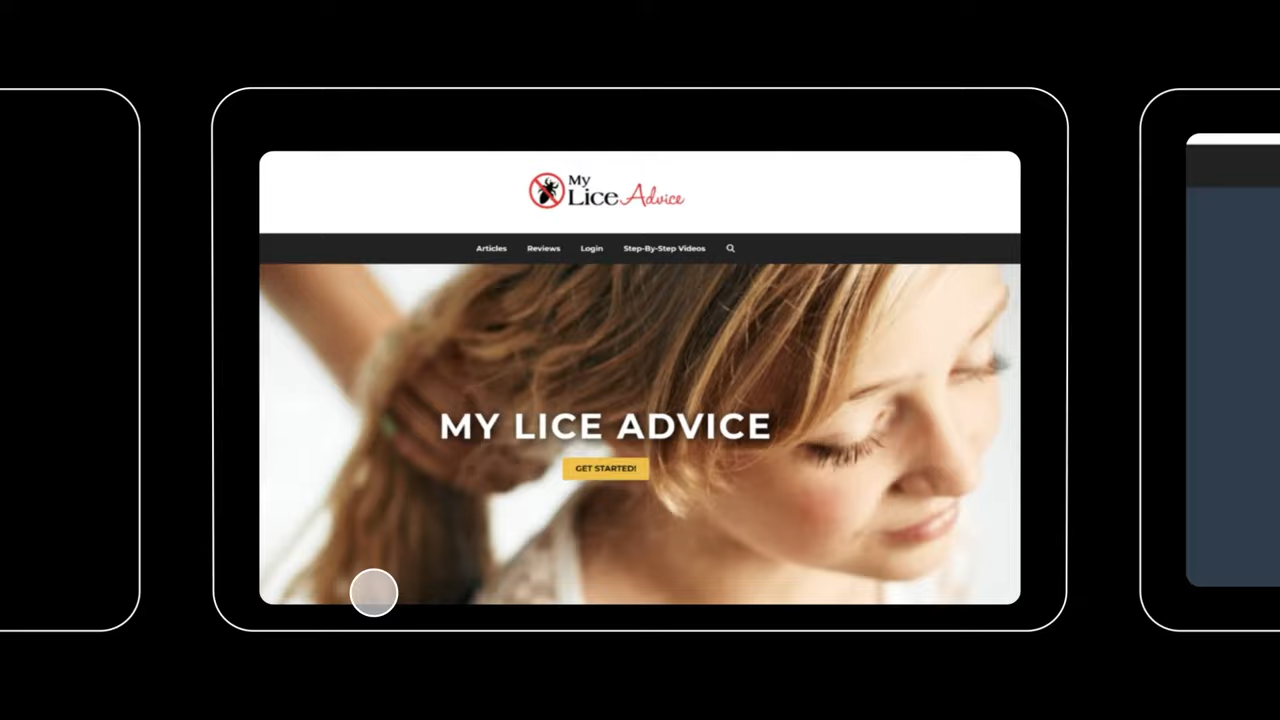 My
Lice Advice
Articles Reviews Login Step-By-Step Videos
MY LICE ADVICE
GET STARTED!